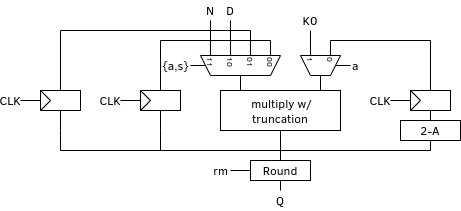 N D
K0
11 10 01 00
1 0
{a,s}
a
CLK
CLK
CLK
multiply w/
truncation
2-A
rm
Round
Q